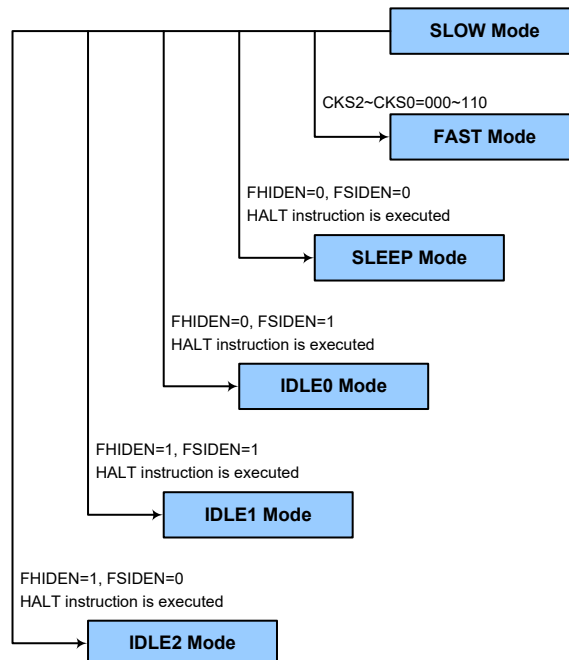 SLOW Mode
CKS2~CKS0=000~110
FAST Mode
FHIDEN=0, FSIDEN=0
HALT instruction is executed
SLEEP Mode
FHIDEN=0, FSIDEN=1
HALT instruction is executed
IDLE0 Mode
FHIDEN=1, FSIDEN=1
HALT instruction is executed
IDLE1 Mode
FHIDEN=1, FSIDEN=0
HALT instruction is executed
IDLE2 Mode